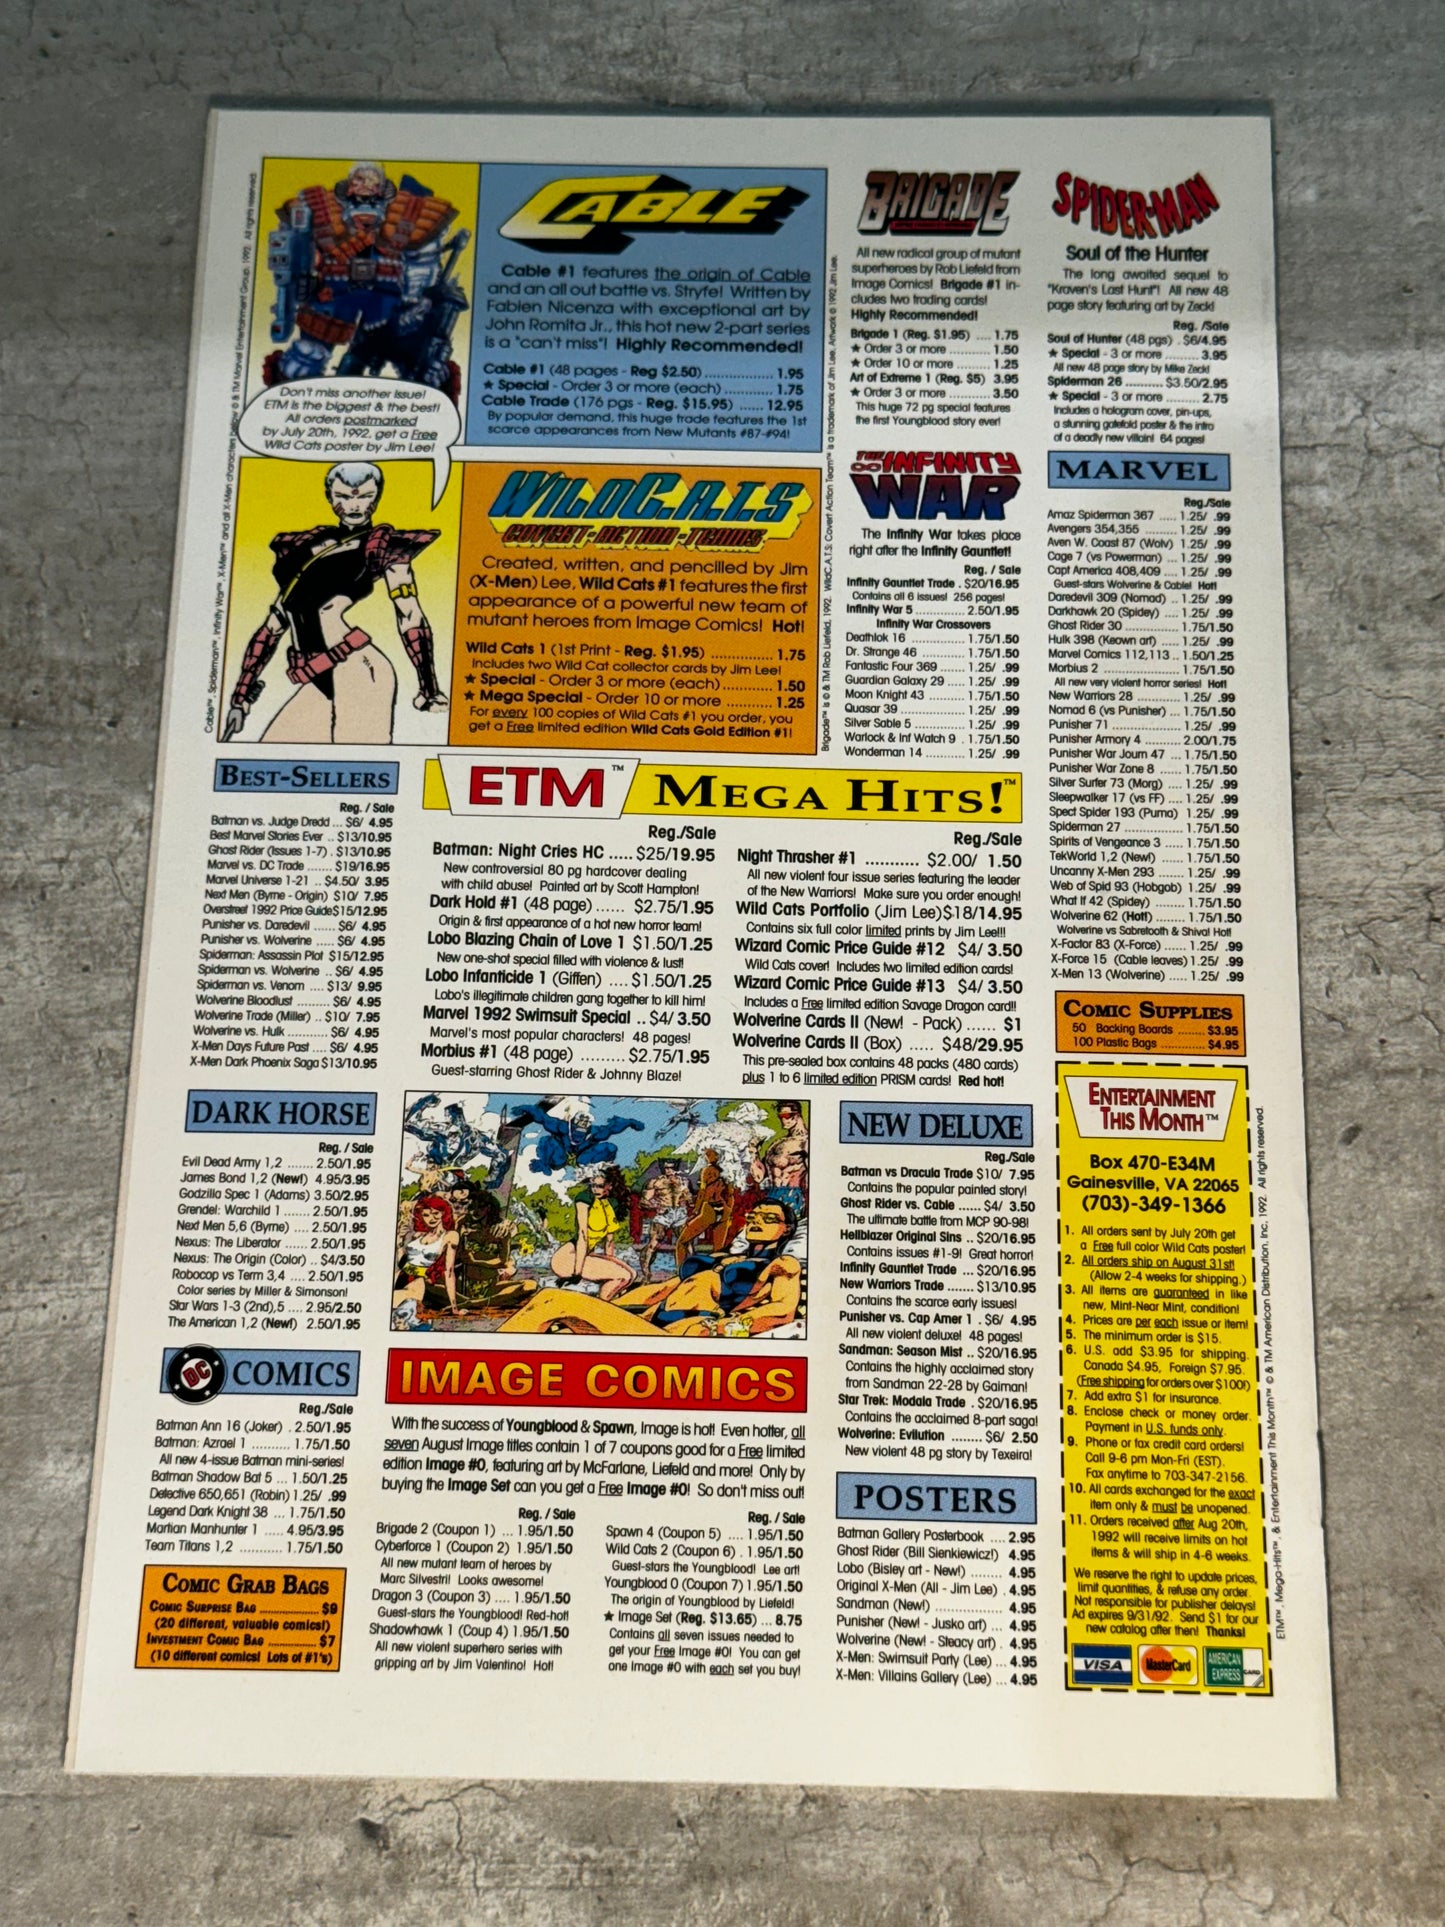 CABLE
Cable #1 features the origin of Cable
and an all out battle vs. Stryfe! Written by
Fabien Nicenza with exceptional art by
John Romita Jr., this hot new 2-part series
is a "can't miss"! Highly Recommended!
Cable #1 (48 pages - Reg $2.50) ................ 1.95
★ Special - Order 3 or more (each) ............ 1.75
Cable Trade (176 pgs - Reg. $15.95) ...... 12.95
By popular demand, this huge trade features the 1st
scarce appearances from New Mutants #87-#94!
Don't miss another issue!
ETM is the biggest & the best!
All orders postmarked
by July 20th, 1992, get a Free
Wild Cats poster by Jim Lee!
WILDC.A.T.S
COVERT-ACTION-TEAMS
Created, written, and pencilled by Jim
(X-Men) Lee, Wild Cats #1 features the first
appearance of a powerful new team of
mutant heroes from Image Comics! Hot!
Wild Cats 1 (1st Print - Reg. $1.95) .............. 1.75
Includes two Wild Cat collector cards by Jim Lee!
★ Special - Order 3 or more (each) ........... 1.50
★ Mega Special - Order 10 or more ........... 1.25
For every 100 copies of Wild Cats #1 you order, you
get a Free limited edition Wild Cats Gold Edition #1!
Cable™, Spiderman™, Infinity War™, X-Men™ and all X-Men characters © & TM Marvel Entertainment Group, 1992. All rights reserved.
Brigade™ is © & TM Rob Liefeld, 1992. WildC.A.T.S: Covert Action Team™ is a trademark of Jim Lee. Artwork © 1992 Jim Lee.
BRIGADE
All new radical group of mutant
superheroes by Rob Liefeld from
Image Comics! Brigade #1 in-
cludes two trading cards!
Highly Recommended!
Brigade 1 (Reg. $1.95) .... 1.75
★ Order 3 or more ........... 1.50
★ Order 10 or more ......... 1.25
Art of Extreme 1 (Reg. $5) 3.95
★ Order 3 or more ........... 3.50
This huge 72 pg special features
the first Youngblood story ever!
THE INFINITY
WAR
The Infinity War takes place
right after the Infinity Gauntlet!
Reg. / Sale
Infinity Gauntlet Trade . $20/16.95
Contains all 6 issues! 256 pages!
Infinity War 5 .............. 2.50/1.95
Infinity War Crossovers
Deathlok 16 ................ 1.75/1.50
Dr. Strange 46 ............. 1.75/1.50
Fantastic Four 369 ........ 1.25/ .99
Guardian Galaxy 29 ..... 1.25/ .99
Moon Knight 43 ........... 1.75/1.50
Quasar 39 .................... 1.25/ .99
Silver Sable 5 ................ 1.25/ .99
Warlock & Inf Watch 9 . 1.75/1.50
Wonderman 14 ............ 1.25/ .99
SPIDER-MAN
Soul of the Hunter
The long awaited sequel to
"Kraven's Last Hunt"! All new 48
page story featuring art by Zeck!
Reg. /Sale
Soul of Hunter (48 pgs) . $6/4.95
★ Special - 3 or more ......... 3.95
All new 48 page story by Mike Zeck!
Spiderman 26 ........... $3.50/2.95
★ Special - 3 or more ......... 2.75
Includes a hologram cover, pin-ups,
a stunning gatefold poster & the intro
of a deadly new villain! 64 pages!
MARVEL
Reg./Sale
Amaz Spiderman 367 ..... 1.25/ .99
Avengers 354,355 ........... 1.25/ .99
Aven W. Coast 87 (Wolv) 1.25/ .99
Cage 7 (vs Powerman) ... 1.25/ .99
Capt America 408,409 .... 1.25/ .99
Guest-stars Wolverine & Cable! Hot!
Daredevil 309 (Nomad) .. 1.25/ .99
Darkhawk 20 (Spidey) ..... 1.25/ .99
Ghost Rider 30 ................ 1.75/1.50
Hulk 398 (Keown art) ...... 1.25/ .99
Marvel Comics 112,113 .. 1.50/1.25
Morbius 2 ........................ 1.75/1.50
All new very violent horror series! Hot!
New Warriors 28 .............. 1.25/ .99
Nomad 6 (vs Punisher) ... 1.75/1.50
Punisher 71 ..................... 1.25/ .99
Punisher Armory 4 .......... 2.00/1.75
Punisher War Journ 47 ... 1.75/1.50
Punisher War Zone 8 ...... 1.75/1.50
Silver Surfer 73 (Morg) .... 1.25/ .99
Sleepwalker 17 (vs FF) .... 1.25/ .99
Spect Spider 193 (Puma) 1.25/ .99
Spiderman 27 ................. 1.75/1.50
Spirits of Vengeance 3 ..... 1.75/1.50
TekWorld 1,2 (New!) ........ 1.75/1.50
Uncanny X-Men 293 ....... 1.25/ .99
Web of Spid 93 (Hobgob) 1.25/ .99
What If 42 (Spidey) ......... 1.75/1.50
Wolverine 62 (Hot!) ......... 1.75/1.50
Wolverine vs Sabretooth & Shiva! Hot!
X-Factor 83 (X-Force) ...... 1.25/ .99
X-Force 15 (Cable leaves) 1.25/ .99
X-Men 13 (Wolverine) ..... 1.25/ .99
BEST-SELLERS
Reg. / Sale
Batman vs. Judge Dredd ... $6/ 4.95
Best Marvel Stories Ever .. $13/10.95
Ghost Rider (Issues 1-7) . $13/10.95
Marvel vs. DC Trade ........ $19/16.95
Marvel Universe 1-21 .. $4.50/ 3.95
Next Men (Byrne - Origin) $10/ 7.95
Overstreet 1992 Price Guide$15/12.95
Punisher vs. Daredevil ...... $6/ 4.95
Punisher vs. Wolverine ..... $6/ 4.95
Spiderman: Assassin Plot $15/12.95
Spiderman vs. Wolverine .. $6/ 4.95
Spiderman vs. Venom .... $13/ 9.95
Wolverine Bloodlust ......... $6/ 4.95
Wolverine Trade (Miller) .. $10/ 7.95
Wolverine vs. Hulk ........... $6/ 4.95
X-Men Days Future Past .... $6/ 4.95
X-Men Dark Phoenix Saga $13/10.95
ETM™ MEGA HITS!™
Reg./Sale
Batman: Night Cries HC ..... $25/19.95
New controversial 80 pg hardcover dealing
with child abuse! Painted art by Scott Hampton!
Dark Hold #1 (48 page) ...... $2.75/1.95
Origin & first appearance of a hot new horror team!
Lobo Blazing Chain of Love 1 $1.50/1.25
New one-shot special filled with violence & lust!
Lobo Infanticide 1 (Giffen) .... $1.50/1.25
Lobo's illegitimate children gang together to kill him!
Marvel 1992 Swimsuit Special .. $4/ 3.50
Marvel's most popular characters! 48 pages!
Morbius #1 (48 page) ......... $2.75/1.95
Guest-starring Ghost Rider & Johnny Blaze!
Reg./Sale
Night Thrasher #1 ........... $2.00/ 1.50
All new violent four issue series featuring the leader
of the New Warriors! Make sure you order enough!
Wild Cats Portfolio (Jim Lee)$18/14.95
Contains six full color limited prints by Jim Lee!!!
Wizard Comic Price Guide #12 $4/ 3.50
Wild Cats cover! Includes two limited edition cards!
Wizard Comic Price Guide #13 $4/ 3.50
Includes a Free limited edition Savage Dragon card!!
Wolverine Cards II (New! - Pack) ...... $1
Wolverine Cards II (Box) ..... $48/29.95
This pre-sealed box contains 48 packs (480 cards)
plus 1 to 6 limited edition PRISM cards! Red hot!
COMIC SUPPLIES
50 Backing Boards ........ $3.95
100 Plastic Bags ............ $4.95
DARK HORSE
Reg. / Sale
Evil Dead Army 1,2 ....... 2.50/1.95
James Bond 1,2 (New!) 4.95/3.95
Godzilla Spec 1 (Adams) 3.50/2.95
Grendel: Warchild 1 ....... 2.50/1.95
Next Men 5,6 (Byrne) .... 2.50/1.95
Nexus: The Liberator ...... 2.50/1.95
Nexus: The Origin (Color) .. $4/3.50
Robocop vs Term 3,4 .... 2.50/1.95
Color series by Miller & Simonson!
Star Wars 1-3 (2nd),5 .... 2.95/2.50
The American 1,2 (New!) 2.50/1.95
DC COMICS
Reg./Sale
Batman Ann 16 (Joker) . 2.50/1.95
Batman: Azrael 1 .......... 1.75/1.50
All new 4-issue Batman mini-series!
Batman Shadow Bat 5 ... 1.50/1.25
Detective 650,651 (Robin) 1.25/ .99
Legend Dark Knight 38 ... 1.75/1.50
Martian Manhunter 1 ..... 4.95/3.95
Team Titans 1,2 ........... 1.75/1.50
COMIC GRAB BAGS
COMIC SURPRISE BAG ............... $9
(20 different, valuable comics!)
INVESTMENT COMIC BAG ............ $7
(10 different comics! Lots of #1's)
IMAGE COMICS
With the success of Youngblood & Spawn, Image is hot! Even hotter, all
seven August Image titles contain 1 of 7 coupons good for a Free limited
edition Image #0, featuring art by McFarlane, Liefeld and more! Only by
buying the Image Set can you get a Free Image #0! So don't miss out!
Reg. / Sale
Brigade 2 (Coupon 1) ... 1.95/1.50
Cyberforce 1 (Coupon 2) 1.95/1.50
All new mutant team of heroes by
Marc Silvestri! Looks awesome!
Dragon 3 (Coupon 3) .... 1.95/1.50
Guest-stars the Youngblood! Red-hot!
Shadowhawk 1 (Coup 4) 1.95/1.50
All new violent superhero series with
gripping art by Jim Valentino! Hot!
Reg. / Sale
Spawn 4 (Coupon 5) .... 1.95/1.50
Wild Cats 2 (Coupon 6) . 1.95/1.50
Guest-stars the Youngblood! Lee art!
Youngblood 0 (Coupon 7) 1.95/1.50
The origin of Youngblood by Liefeld!
★ Image Set (Reg. $13.65) ... 8.75
Contains all seven issues needed to
get your Free Image #0! You can get
one Image #0 with each set you buy!
NEW DELUXE
Reg./Sale
Batman vs Dracula Trade $10/ 7.95
Contains the popular painted story!
Ghost Rider vs. Cable ...... $4/ 3.50
The ultimate battle from MCP 90-98!
Hellblazer Original Sins .. $20/16.95
Contains issues #1-9! Great horror!
Infinity Gauntlet Trade ... $20/16.95
New Warriors Trade ....... $13/10.95
Contains the scarce early issues!
Punisher vs. Cap Amer 1 . $6/ 4.95
All new violent deluxe! 48 pages!
Sandman: Season Mist .. $20/16.95
Contains the highly acclaimed story
from Sandman 22-28 by Gaiman!
Star Trek: Modala Trade . $20/16.95
Contains the acclaimed 8-part saga!
Wolverine: Evilution ....... $6/ 2.50
New violent 48 pg story by Texeira!
POSTERS
Batman Gallery Posterbook .... 2.95
Ghost Rider (Bill Sienkiewicz!) 4.95
Lobo (Bisley art - New!) ........ 4.95
Original X-Men (All - Jim Lee) . 4.95
Sandman (New!) .................. 4.95
Punisher (New! - Jusko art) .... 4.95
Wolverine (New! - Steacy art) . 4.95
X-Men: Swimsuit Party (Lee) ... 4.95
X-Men: Villains Gallery (Lee) ... 4.95
ENTERTAINMENT
THIS MONTH™
Box 470-E34M
Gainesville, VA 22065
(703)-349-1366
1. All orders sent by July 20th get
a Free full color Wild Cats poster!
2. All orders ship on August 31st!
(Allow 2-4 weeks for shipping.)
3. All items are guaranteed in like
new, Mint-Near Mint, condition!
4. Prices are per each issue or item!
5. The minimum order is $15.
6. U.S. add $3.95 for shipping.
Canada $4.95, Foreign $7.95.
(Free shipping for orders over $100!)
7. Add extra $1 for insurance.
8. Enclose check or money order.
Payment in U.S. funds only.
9. Phone or fax credit card orders!
Call 9-6 pm Mon-Fri (EST).
Fax anytime to 703-347-2156.
10. All cards exchanged for the exact
item only & must be unopened.
11. Orders received after Aug 20th,
1992 will receive limits on hot
items & will ship in 4-6 weeks.
We reserve the right to update prices,
limit quantities, & refuse any order.
Not responsible for publisher delays!
Ad expires 9/31/92. Send $1 for our
new catalog after then! Thanks!
VISA
MasterCard
AMERICAN EXPRESS CARD
ETM™, Mega-Hits™, & Entertainment This Month™ © & TM American Distribution, Inc. 1992. All rights reserved.